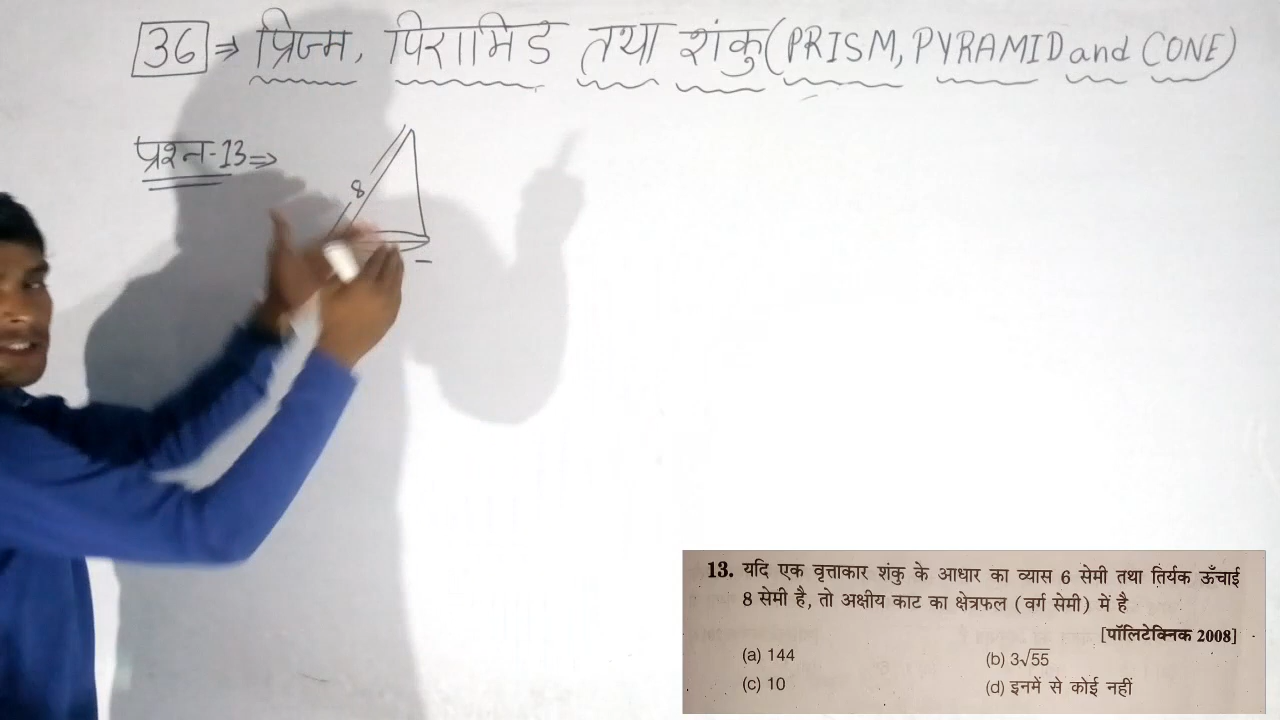 36 ⇒ प्रिज्म, पिरामिड तथा शंकु (PRISM, PYRAMID and CONE)
प्रश्न-13 ⇒
8
13. यदि एक वृत्ताकार शंकु के आधार का व्यास 6 सेमी तथा तिर्यक ऊँचाई
8 सेमी है, तो अक्षीय काट का क्षेत्रफल (वर्ग सेमी) में है
[पॉलिटेक्निक 2008]
(a) 144 (b) 3√55
(c) 10 (d) इनमें से कोई नहीं